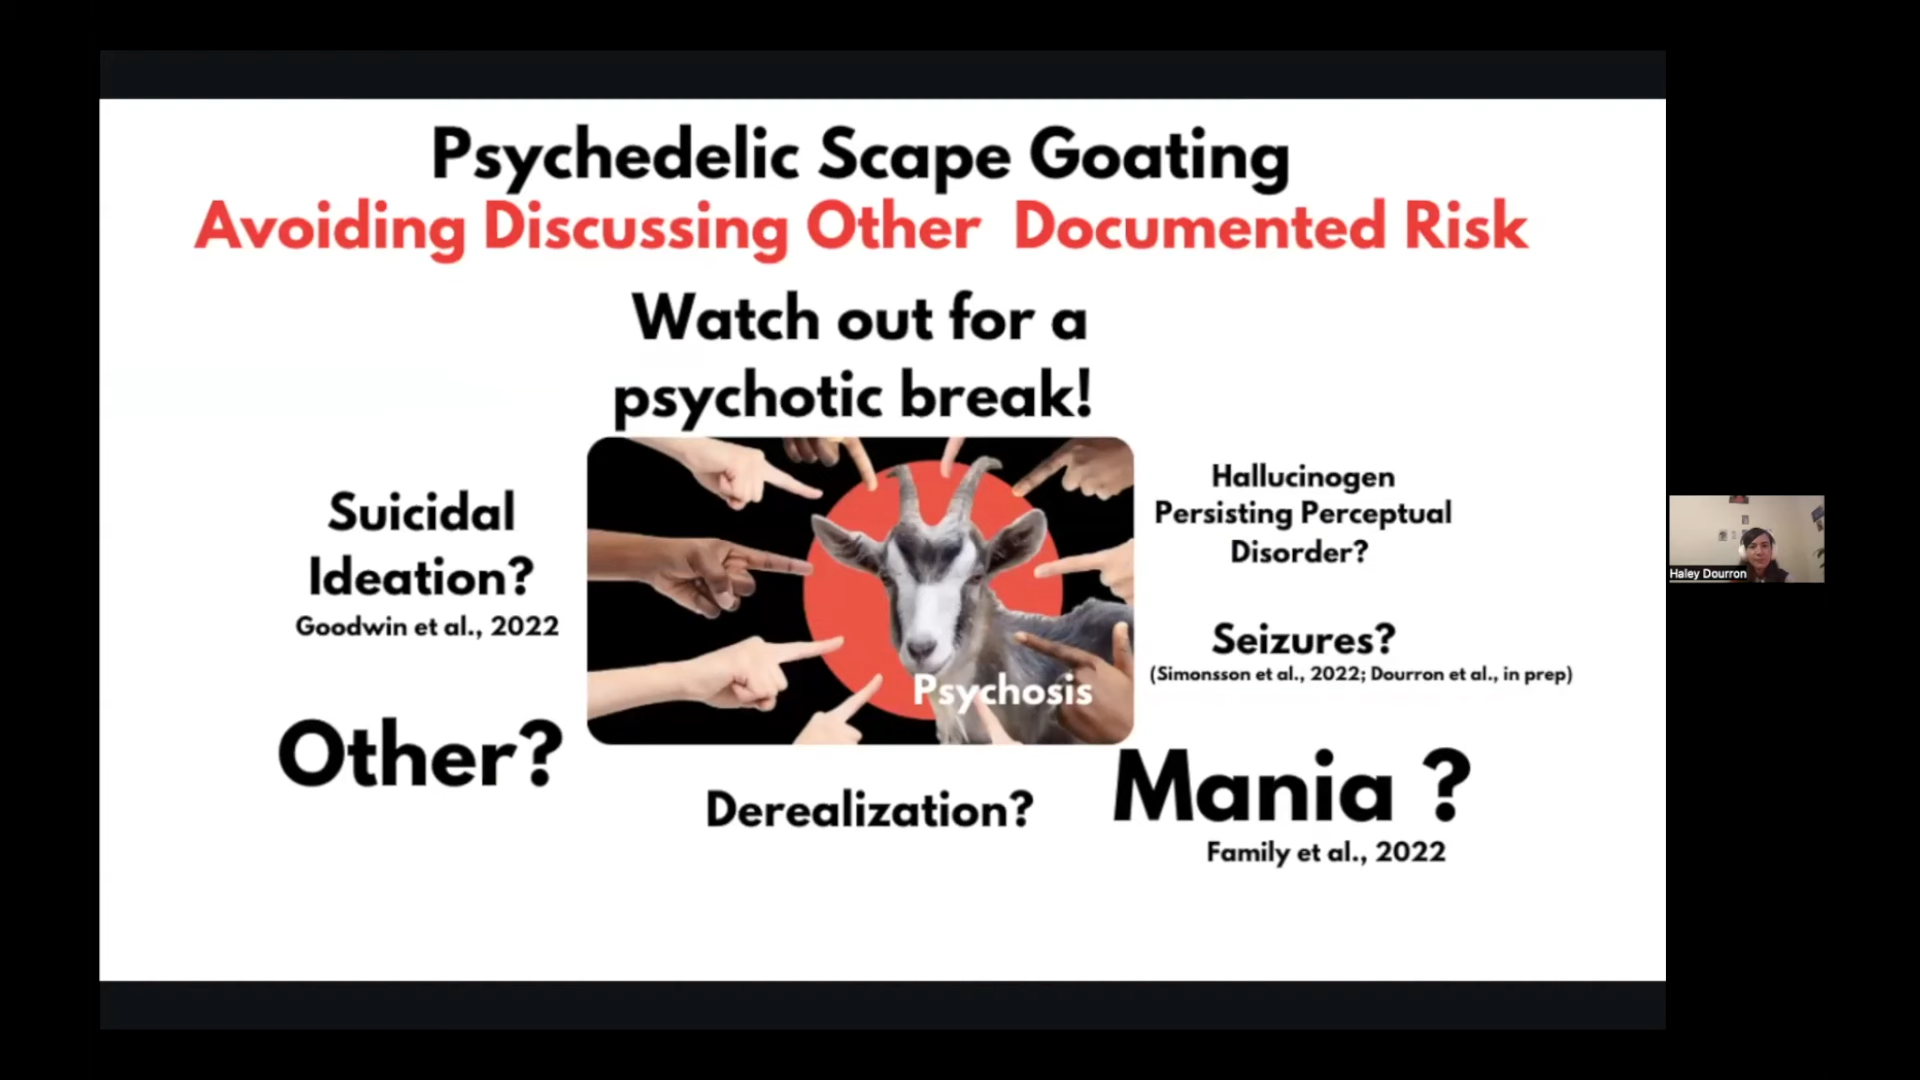 Psychedelic Scape Goating
Avoiding Discussing Other Documented Risk
Watch out for a
psychotic break!
Suicidal
Ideation?
Goodwin et al., 2022
Other?
Psychosis
Derealization?
Hallucinogen
Persisting Perceptual
Disorder?
Seizures?
(Simonsson et al., 2022; Dourron et al., in prep)
Mania ?
Family et al., 2022
Haley Dourron